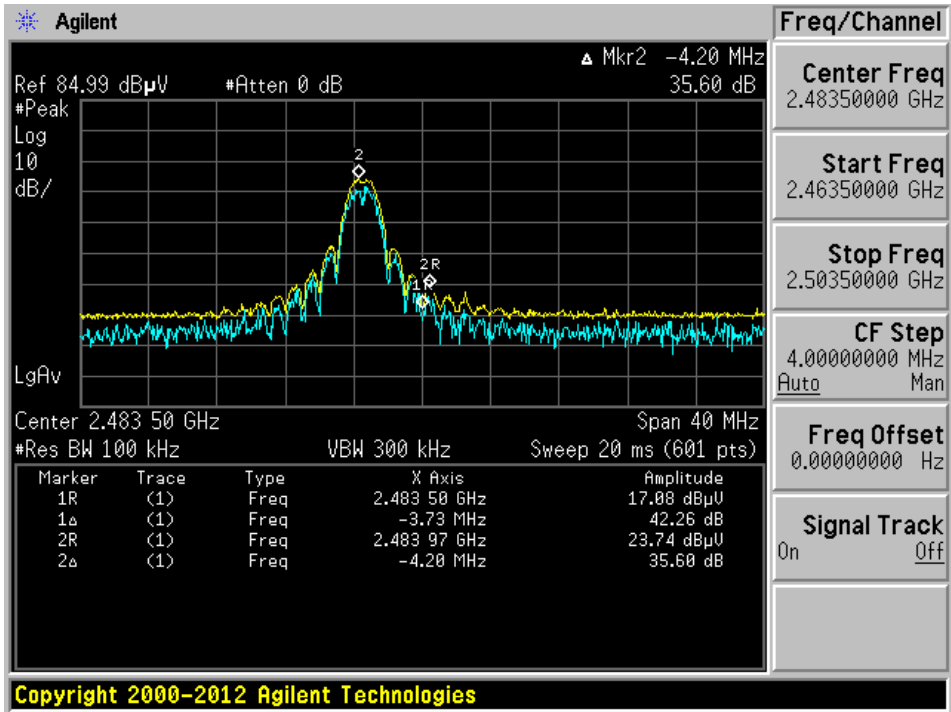 Agilent
Freq/Channel
Δ Mkr2 -4.20 MHz
Ref 84.99 dBµV #Atten 0 dB 35.60 dB
#Peak
Log
10
dB/
2
2R
1R
LgAv
Center 2.483 50 GHz Span 40 MHz
#Res BW 100 kHz VBW 300 kHz Sweep 20 ms (601 pts)
Marker Trace Type X Axis Amplitude
1R (1) Freq 2.483 50 GHz 17.08 dBµV
1Δ (1) Freq -3.73 MHz 42.26 dB
2R (1) Freq 2.483 97 GHz 23.74 dBµV
2Δ (1) Freq -4.20 MHz 35.60 dB
Center Freq
2.48350000 GHz
Start Freq
2.46350000 GHz
Stop Freq
2.50350000 GHz
CF Step
4.00000000 MHz
Auto Man
Freq Offset
0.00000000 Hz
Signal Track
On Off
Copyright 2000-2012 Agilent Technologies